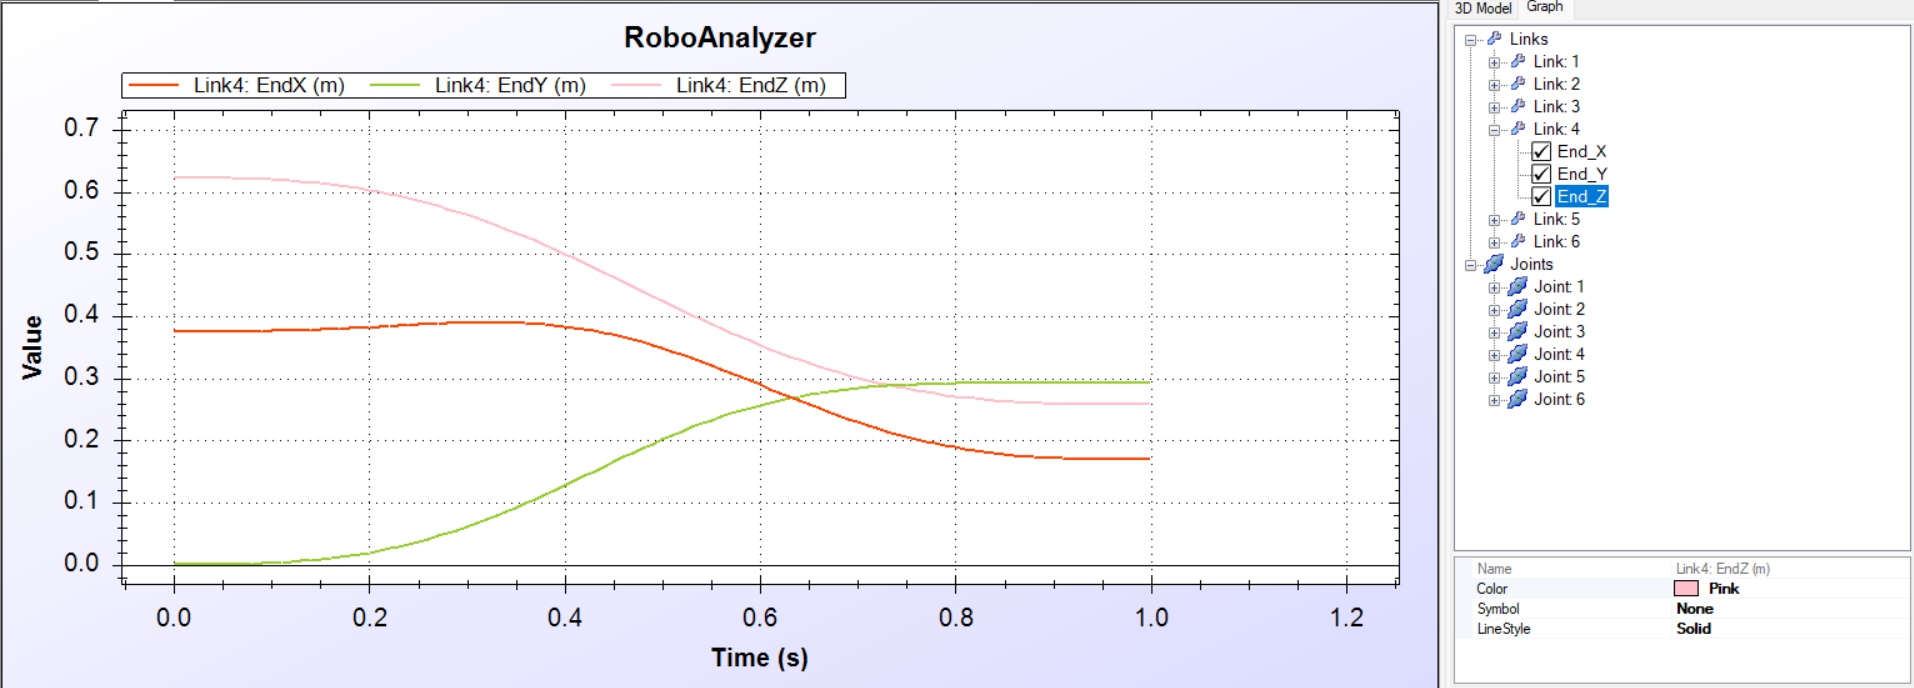 RoboAnalyzer
Link4: EndX (m) Link4: EndY (m) Link4: EndZ (m)
0.7
0.6
0.5
0.4
0.3
0.2
0.1
0.0
Value
0.0 0.2 0.4 0.6 0.8 1.0 1.2
Time (s)
3D Model Graph
Links
Link: 1
Link: 2
Link: 3
Link: 4
End_X
End_Y
End_Z
Link: 5
Link: 6
Joints
Joint: 1
Joint: 2
Joint: 3
Joint: 4
Joint: 5
Joint: 6
Name Link4: EndZ (m)
Color Pink
Symbol None
LineStyle Solid